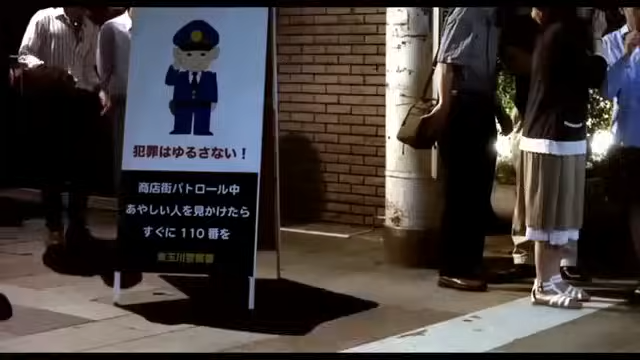 犯罪はゆるさない！
商店街パトロール中
あやしい人を見かけたら
すぐに110番を
東玉川警察署